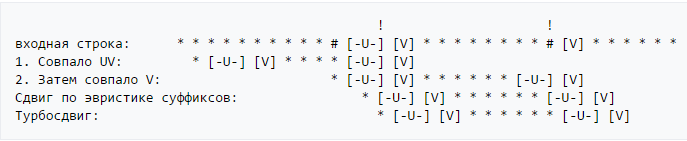 ! !
входная строка: * * * * * * * * * * # [-U-] [V] * * * * * * * * # [V] * * * * * *
1. Совпало UV: * [-U-] [V] * * * * [-U-] [V]
2. Затем совпало V: * [-U-] [V] * * * * * * [-U-] [V]
Сдвиг по эвристике суффиксов: * [-U-] [V] * * * * * * [-U-] [V]
Турбосдвиг: * [-U-] [V] * * * * * * [-U-] [V]